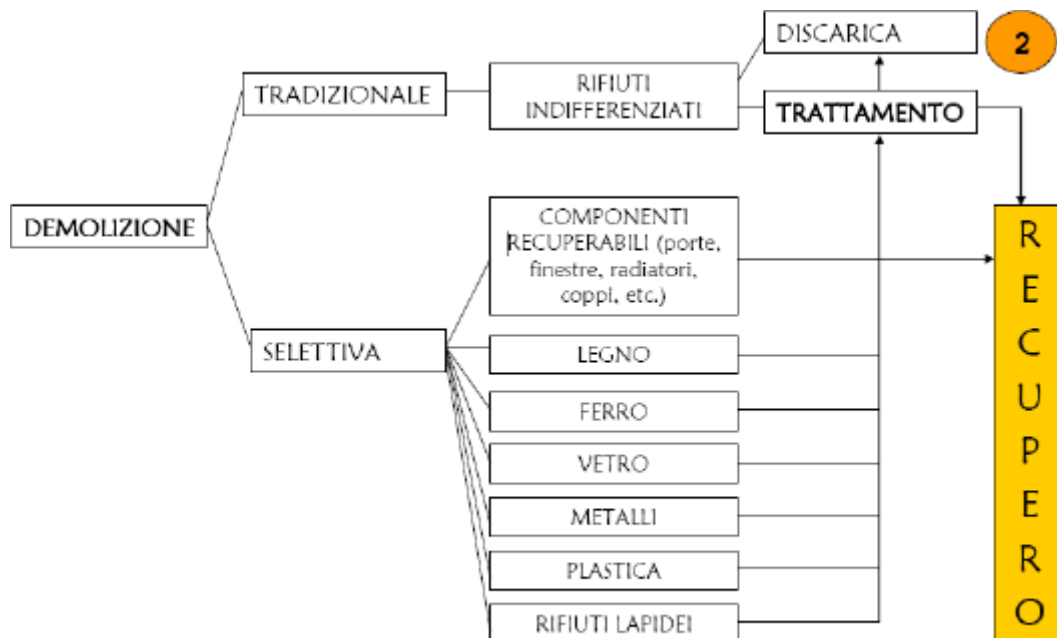 DISCARICA
2
TRADIZIONALE
RIFIUTI
INDIFFERENZIATI
TRATTAMENTO
DEMOLIZIONE
COMPONENTI
RECUPERABILI (porte,
finestre, radiatori,
coppi, etc.)
SELETTIVA
LEGNO
FERRO
VETRO
METALLI
PLASTICA
RIFIUTI LAPIDEI
R
E
C
U
P
E
R
O